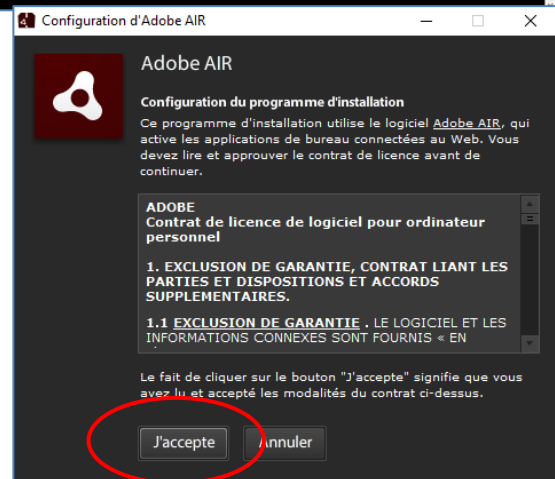 Configuration d'Adobe AIR
Adobe AIR
Configuration du programme d'installation
Ce programme d'installation utilise le logiciel Adobe AIR, qui
active les applications de bureau connectées au Web. Vous
devez lire et approuver le contrat de licence avant de
continuer.
ADOBE
Contrat de licence de logiciel pour ordinateur
personnel
1. EXCLUSION DE GARANTIE, CONTRAT LIANT LES
PARTIES ET DISPOSITIONS ET ACCORDS
SUPPLEMENTAIRES.
1.1 EXCLUSION DE GARANTIE . LE LOGICIEL ET LES
INFORMATIONS CONNEXES SONT FOURNIS « EN
Le fait de cliquer sur le bouton "J'accepte" signifie que vous
avez lu et accepté les modalités du contrat ci-dessus.
J'accepte Annuler